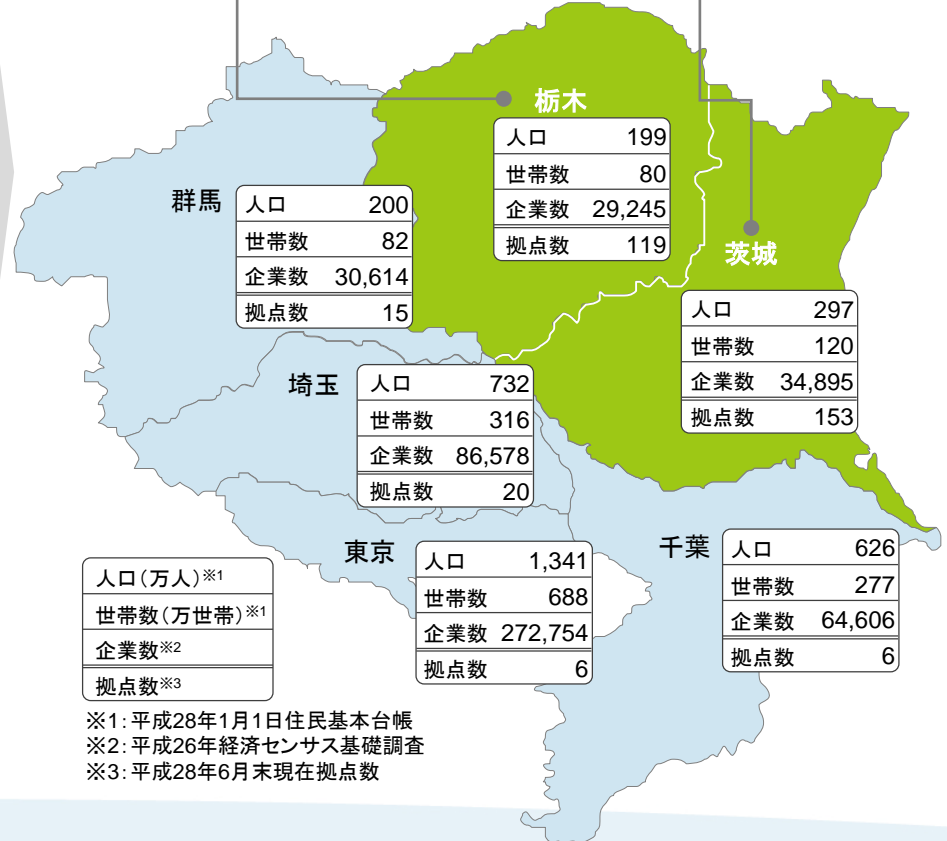 栃木
人口 199
世帯数 80
企業数 29,245
拠点数 119
群馬
人口 200
世帯数 82
企業数 30,614
拠点数 15
茨城
人口 297
世帯数 120
企業数 34,895
拠点数 153
埼玉
人口 732
世帯数 316
企業数 86,578
拠点数 20
東京
人口 1,341
世帯数 688
企業数 272,754
拠点数 6
千葉
人口 626
世帯数 277
企業数 64,606
拠点数 6
人口(万人)※1
世帯数(万世帯)※1
企業数※2
拠点数※3
※1:平成28年1月1日住民基本台帳
※2:平成26年経済センサス基礎調査
※3:平成28年6月末現在拠点数